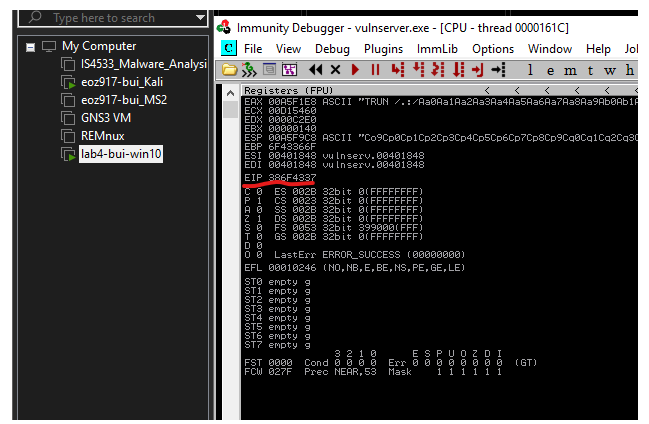 Type here to search
My Computer
IS4533_Malware_Analysi
eoz917-bui_Kali
eoz917-bui_MS2
GNS3 VM
REMnux
lab4-bui-win10
Immunity Debugger - vulnserver.exe - [CPU - thread 0000161C]
C File View Debug Plugins ImmLib Options Window Help Jo
l e m t w h
Registers (FPU) < < < <
EAX 00A5F1E8 ASCII "TRUN /.:/Aa0Aa1Aa2Aa3Aa4Aa5Aa6Aa7Aa8Aa9Ab0Ab1A
ECX 00D15460
EDX 0000C2E0
EBX 00000140
ESP 00A5F9C8 ASCII "Co9Cp0Cp1Cp2Cp3Cp4Cp5Cp6Cp7Cp8Cp9Cq0Cq1Cq2Cq3C
EBP 6F43366F
ESI 00401848 vulnserv.00401848
EDI 00401848 vulnserv.00401848
EIP 386F4337
C 0 ES 002B 32bit 0(FFFFFFFF)
P 1 CS 0023 32bit 0(FFFFFFFF)
A 0 SS 002B 32bit 0(FFFFFFFF)
Z 1 DS 002B 32bit 0(FFFFFFFF)
S 0 FS 0053 32bit 399000(FFF)
T 0 GS 002B 32bit 0(FFFFFFFF)
D 0
O 0 LastErr ERROR_SUCCESS (00000000)
EFL 00010246 (NO,NB,E,BE,NS,PE,GE,LE)
ST0 empty g
ST1 empty g
ST2 empty g
ST3 empty g
ST4 empty g
ST5 empty g
ST6 empty g
ST7 empty g
3 2 1 0 E S P U O Z D I
FST 0000 Cond 0 0 0 0 Err 0 0 0 0 0 0 0 0 (GT)
FCW 027F Prec NEAR,53 Mask 1 1 1 1 1 1